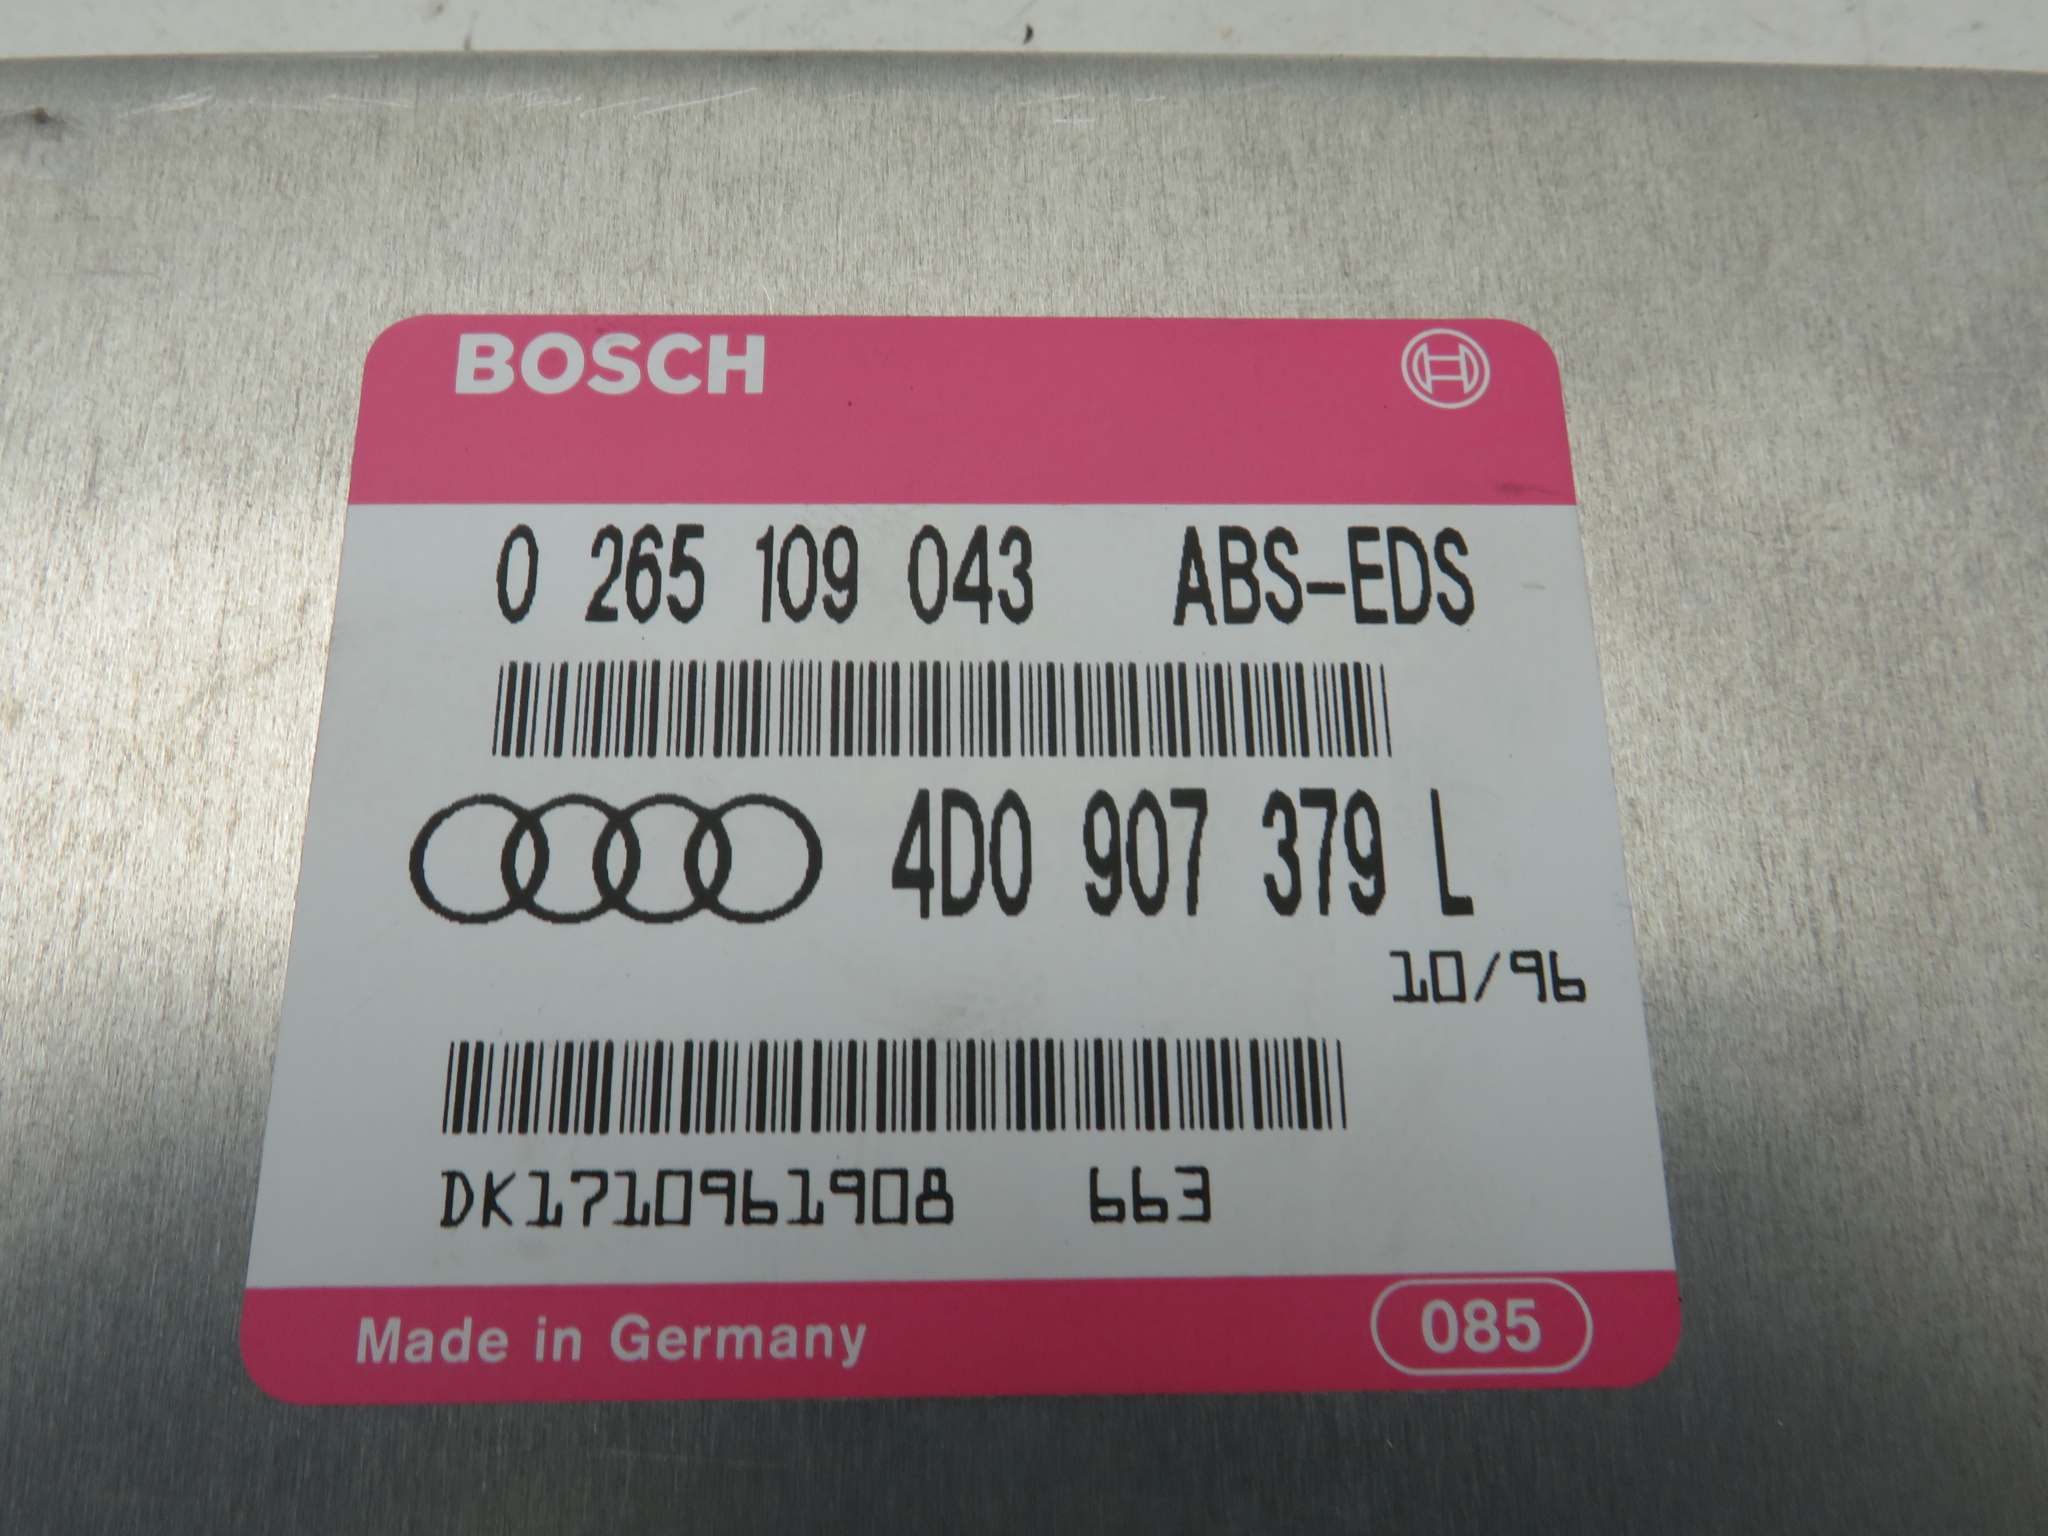 BOSCH
0 265 109 043 ABS-EDS
4D0 907 379 L
10/96
DK1710961908 663
Made in Germany 085